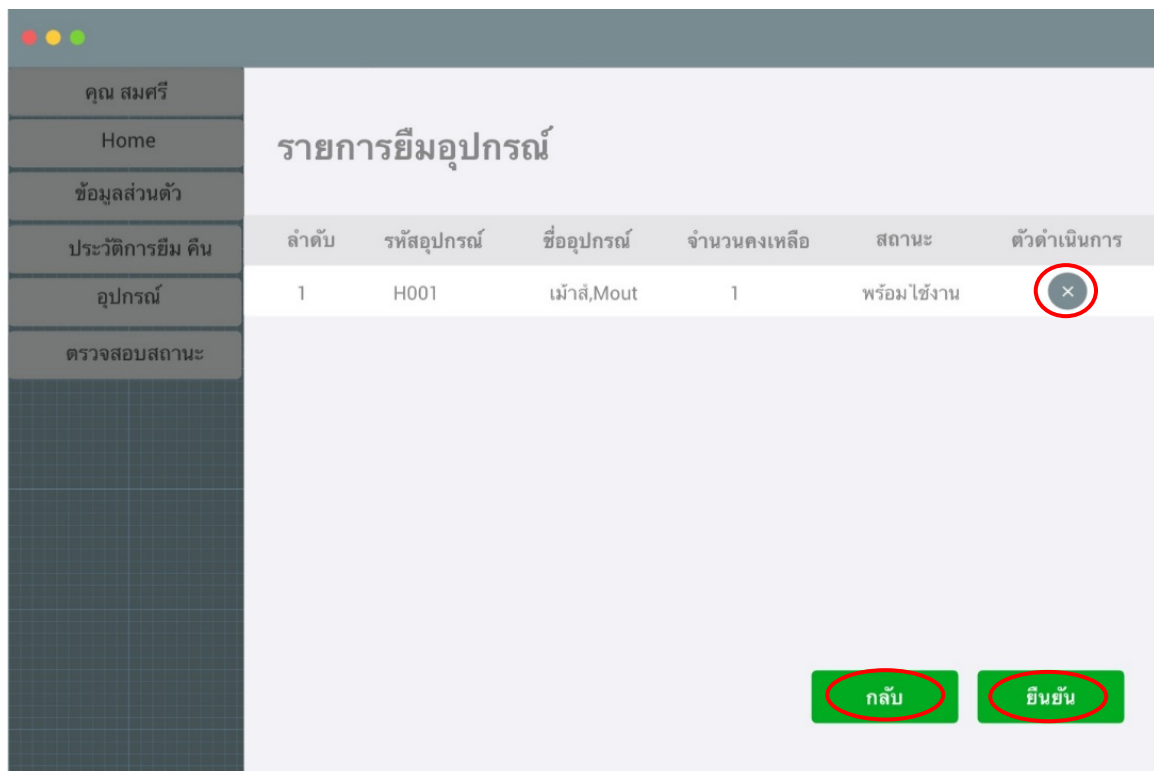 คุณ สมศรี
Home
ข้อมูลส่วนตัว
ประวัติการยืม คืน
อุปกรณ์
ตรวจสอบสถานะ
รายการยืมอุปกรณ์
ลำดับ รหัสอุปกรณ์ ชื่ออุปกรณ์ จำนวนคงเหลือ สถานะ ตัวดำเนินการ
1 H001 เม้าส์,Mout 1 พร้อมใช้งาน ×
กลับ ยืนยัน